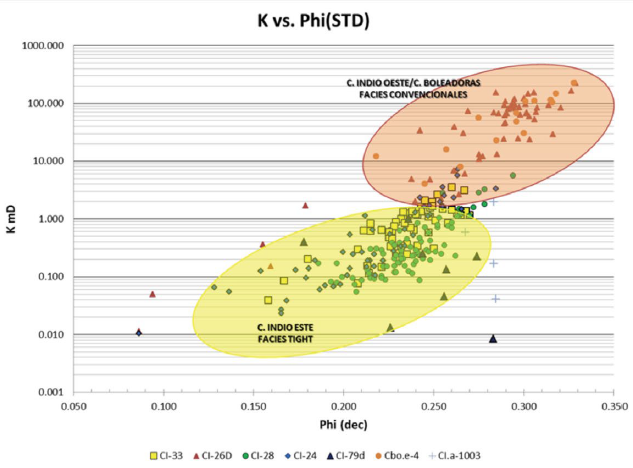 K vs. Phi(STD)
1000.000
C. INDIO OESTE/C. BOLEADORAS
FACIES CONVENCIONALES
100.000
10.000
K mD
1.000
0.100
C. INDIO ESTE
FACIES TIGHT
0.010
0.001
0.050 0.100 0.150 0.200 0.250 0.300 0.350
Phi (dec)
CI-33 CI-26D CI-28 CI-24 CI-79d Cbo.e-4 CI.a-1003